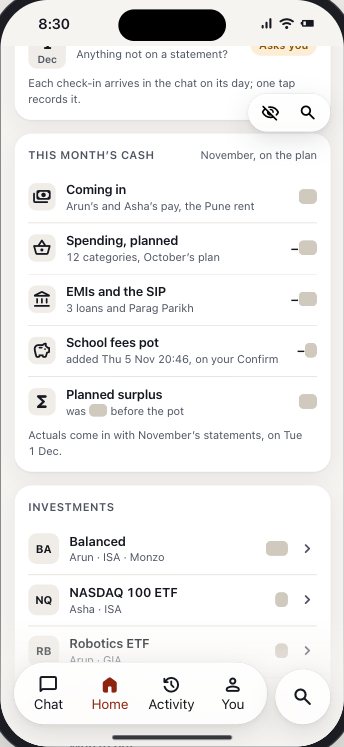 8:30
Dec
Anything not on a statement?
Asks you
Each check-in arrives in the chat on its day; one tap
records it.
THIS MONTH'S CASH
November, on the plan
Coming in
Arun's and Asha's pay, the Pune rent
Spending, planned
–
12 categories, October's plan
EMIs and the SIP
–
3 loans and Parag Parikh
School fees pot
–
added Thu 5 Nov 20:46, on your Confirm
Σ
Planned surplus
was before the pot
Actuals come in with November's statements, on Tue
1 Dec.
INVESTMENTS
BA
Balanced
Arun · ISA · Monzo
NQ
NASDAQ 100 ETF
Asha · ISA
RB
Robotics ETF
Arun · GIA
Chat
Home
Activity
You